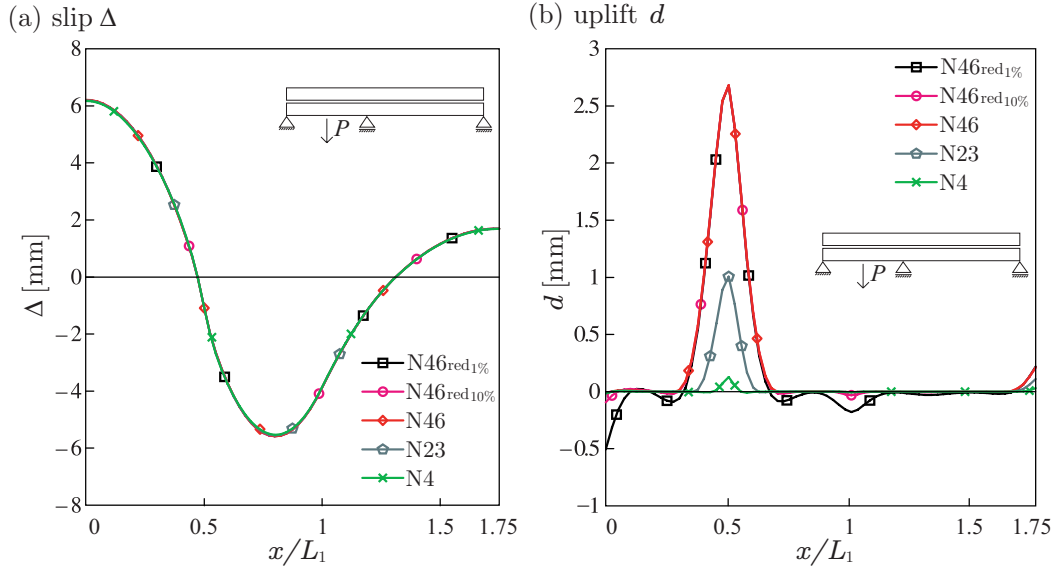 (a) slip Δ
8
6
4
2
0
−2
−4
−6
−8
Δ [mm]
P
N46red1%
N46red10%
N46
N23
N4
0
0.5
1
1.5
1.75
x/L1
(b) uplift d
3
2.5
2
1.5
1
0.5
0
−0.5
−1
d [mm]
N46red1%
N46red10%
N46
N23
N4
P
0
0.5
1
1.5
1.75
x/L1